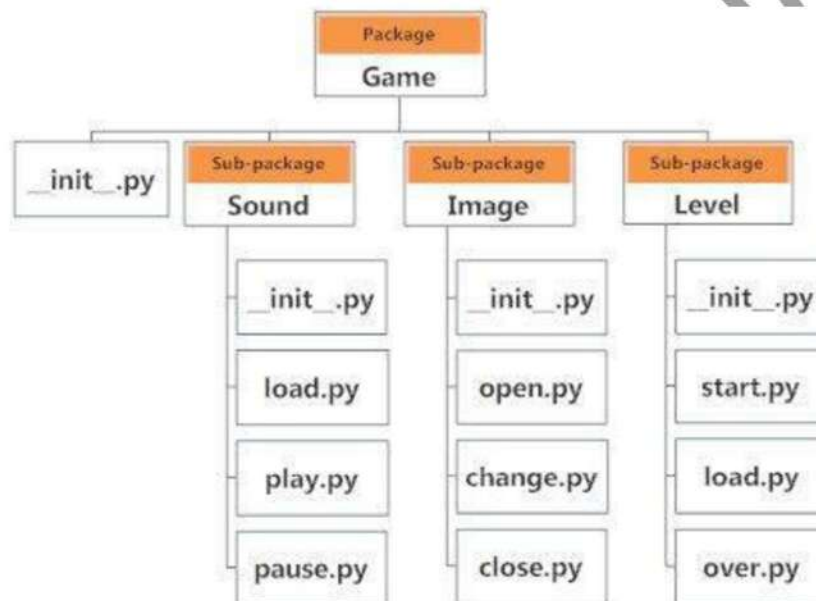 Package
Game
__init__.py
Sub-package
Sound
Sub-package
Image
Sub-package
Level
__init__.py
__init__.py
__init__.py
load.py
open.py
start.py
play.py
change.py
load.py
pause.py
close.py
over.py